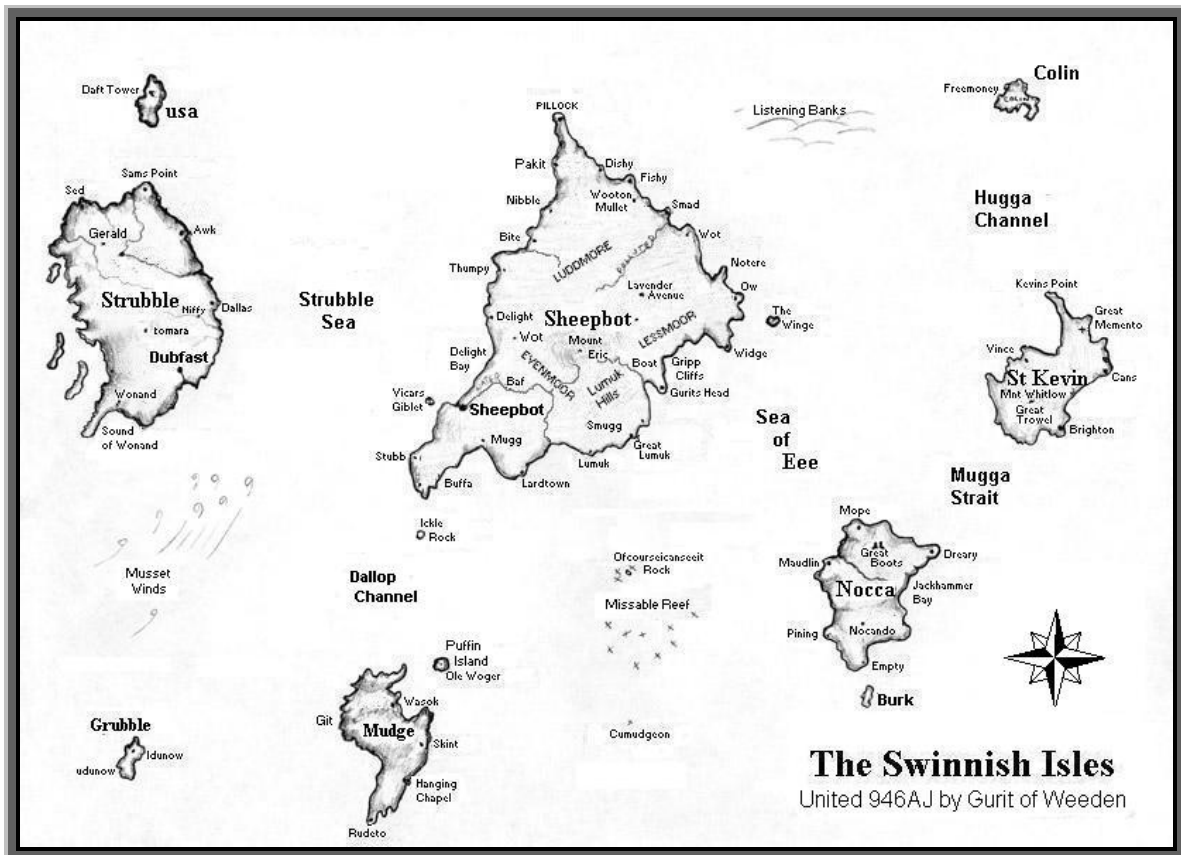 Daft Tower
usa
Sed
Sams Point
Gerald
Awk
Strubble
Niffy
Dallas
tomara
Dubfast
Wonand
Sound
of Wonand
Strubble
Sea
Musset
Winds
Grubble
Idunow
udunow
PILLOCK
Pakit
Dishy
Fishy
Nibble
Wooton
Mullet
Smad
Bite
Wot
Thumpy
LUDDMORE
Notere
Ow
Lavender
Avenue
Delight
Sheepbot
LESSMOOR
Wot
Mount
Eric
Widge
Delight
Bay
EVENMOOR
Boat
Gripp
Cliffs
Baf
Lumuk
Hills
Gurits Head
Vicars
Giblet
Sheepbot
Smugg
Mugg
Great
Lumuk
Stubb
Lumuk
Buffa
Lardtown
Ickle
Rock
The
Winge
Listening Banks
Colin
Freemoney
Hugga
Channel
Kevins Point
Great
Memento
Vince
St Kevin
Cans
Mnt Whitlow
Great
Trowel
Brighton
Sea
of
Eee
Mugga
Strait
Mope
Great
Boots
Dreary
Maudlin
Nocca
Jackhammer
Bay
Pining
Nocando
Empty
Burk
Dallop
Channel
Ofcourseicanseeit
Rock
Missable Reef
Cumudgeon
Puffin
Island
Ole Woger
Wasok
Git
Mudge
Skint
Hanging
Chapel
Rudeto
The Swinnish Isles
United 946AJ by Gurit of Weeden